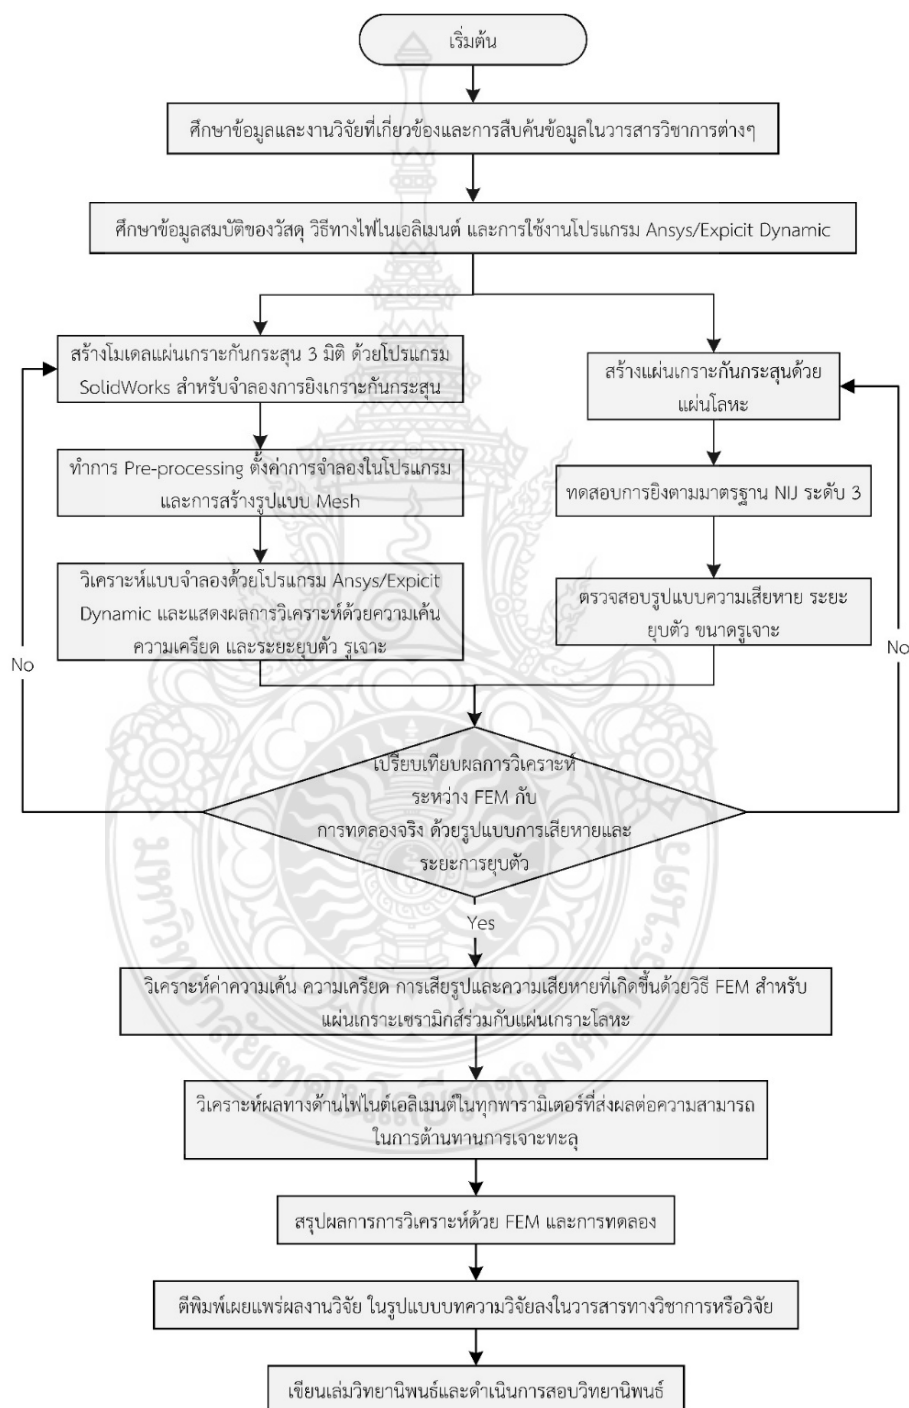 เริ่มต้น
ศึกษาข้อมูลและงานวิจัยที่เกี่ยวข้องและการสืบค้นข้อมูลในวารสารวิชาการต่างๆ
ศึกษาข้อมูลสมบัติของวัสดุ วิธีทางไฟไนเอลิเมนต์ และการใช้งานโปรแกรม Ansys/Expicit Dynamic
สร้างโมเดลแผ่นเกราะกันกระสุน 3 มิติ ด้วยโปรแกรม
SolidWorks สำหรับจำลองการยิงเกราะกันกระสุน
สร้างแผ่นเกราะกันกระสุนด้วย
แผ่นโลหะ
ทำการ Pre-processing ตั้งค่าการจำลองในโปรแกรม
และการสร้างรูปแบบ Mesh
ทดสอบการยิงตามมาตรฐาน NIJ ระดับ 3
วิเคราะห์แบบจำลองด้วยโปรแกรม Ansys/Expicit
Dynamic และแสดงผลการวิเคราะห์ด้วยความเค้น
ความเครียด และระยะยุบตัว รูเจาะ
ตรวจสอบรูปแบบความเสียหาย ระยะ
ยุบตัว ขนาดรูเจาะ
No
No
เปรียบเทียบผลการวิเคราะห์
ระหว่าง FEM กับ
การทดลองจริง ด้วยรูปแบบการเสียหายและ
ระยะการยุบตัว
Yes
วิเคราะห์ค่าความเค้น ความเครียด การเสียรูปและความเสียหายที่เกิดขึ้นด้วยวิธี FEM สำหรับ
แผ่นเกราะเซรามิกส์ร่วมกับแผ่นเกราะโลหะ
วิเคราะห์ผลทางด้านไฟไนต์เอลิเมนต์ในทุกพารามิเตอร์ที่ส่งผลต่อความสามารถ
ในการต้านทานการเจาะทะลุ
สรุปผลการการวิเคราะห์ด้วย FEM และการทดลอง
ตีพิมพ์เผยแพร่ผลงานวิจัย ในรูปแบบบทความวิจัยลงในวารสารทางวิชาการหรือวิจัย
เขียนเล่มวิทยานิพนธ์และดำเนินการสอบวิทยานิพนธ์
มหาวิทยาลัยเทคโนโลยีราชมงคลพระนคร